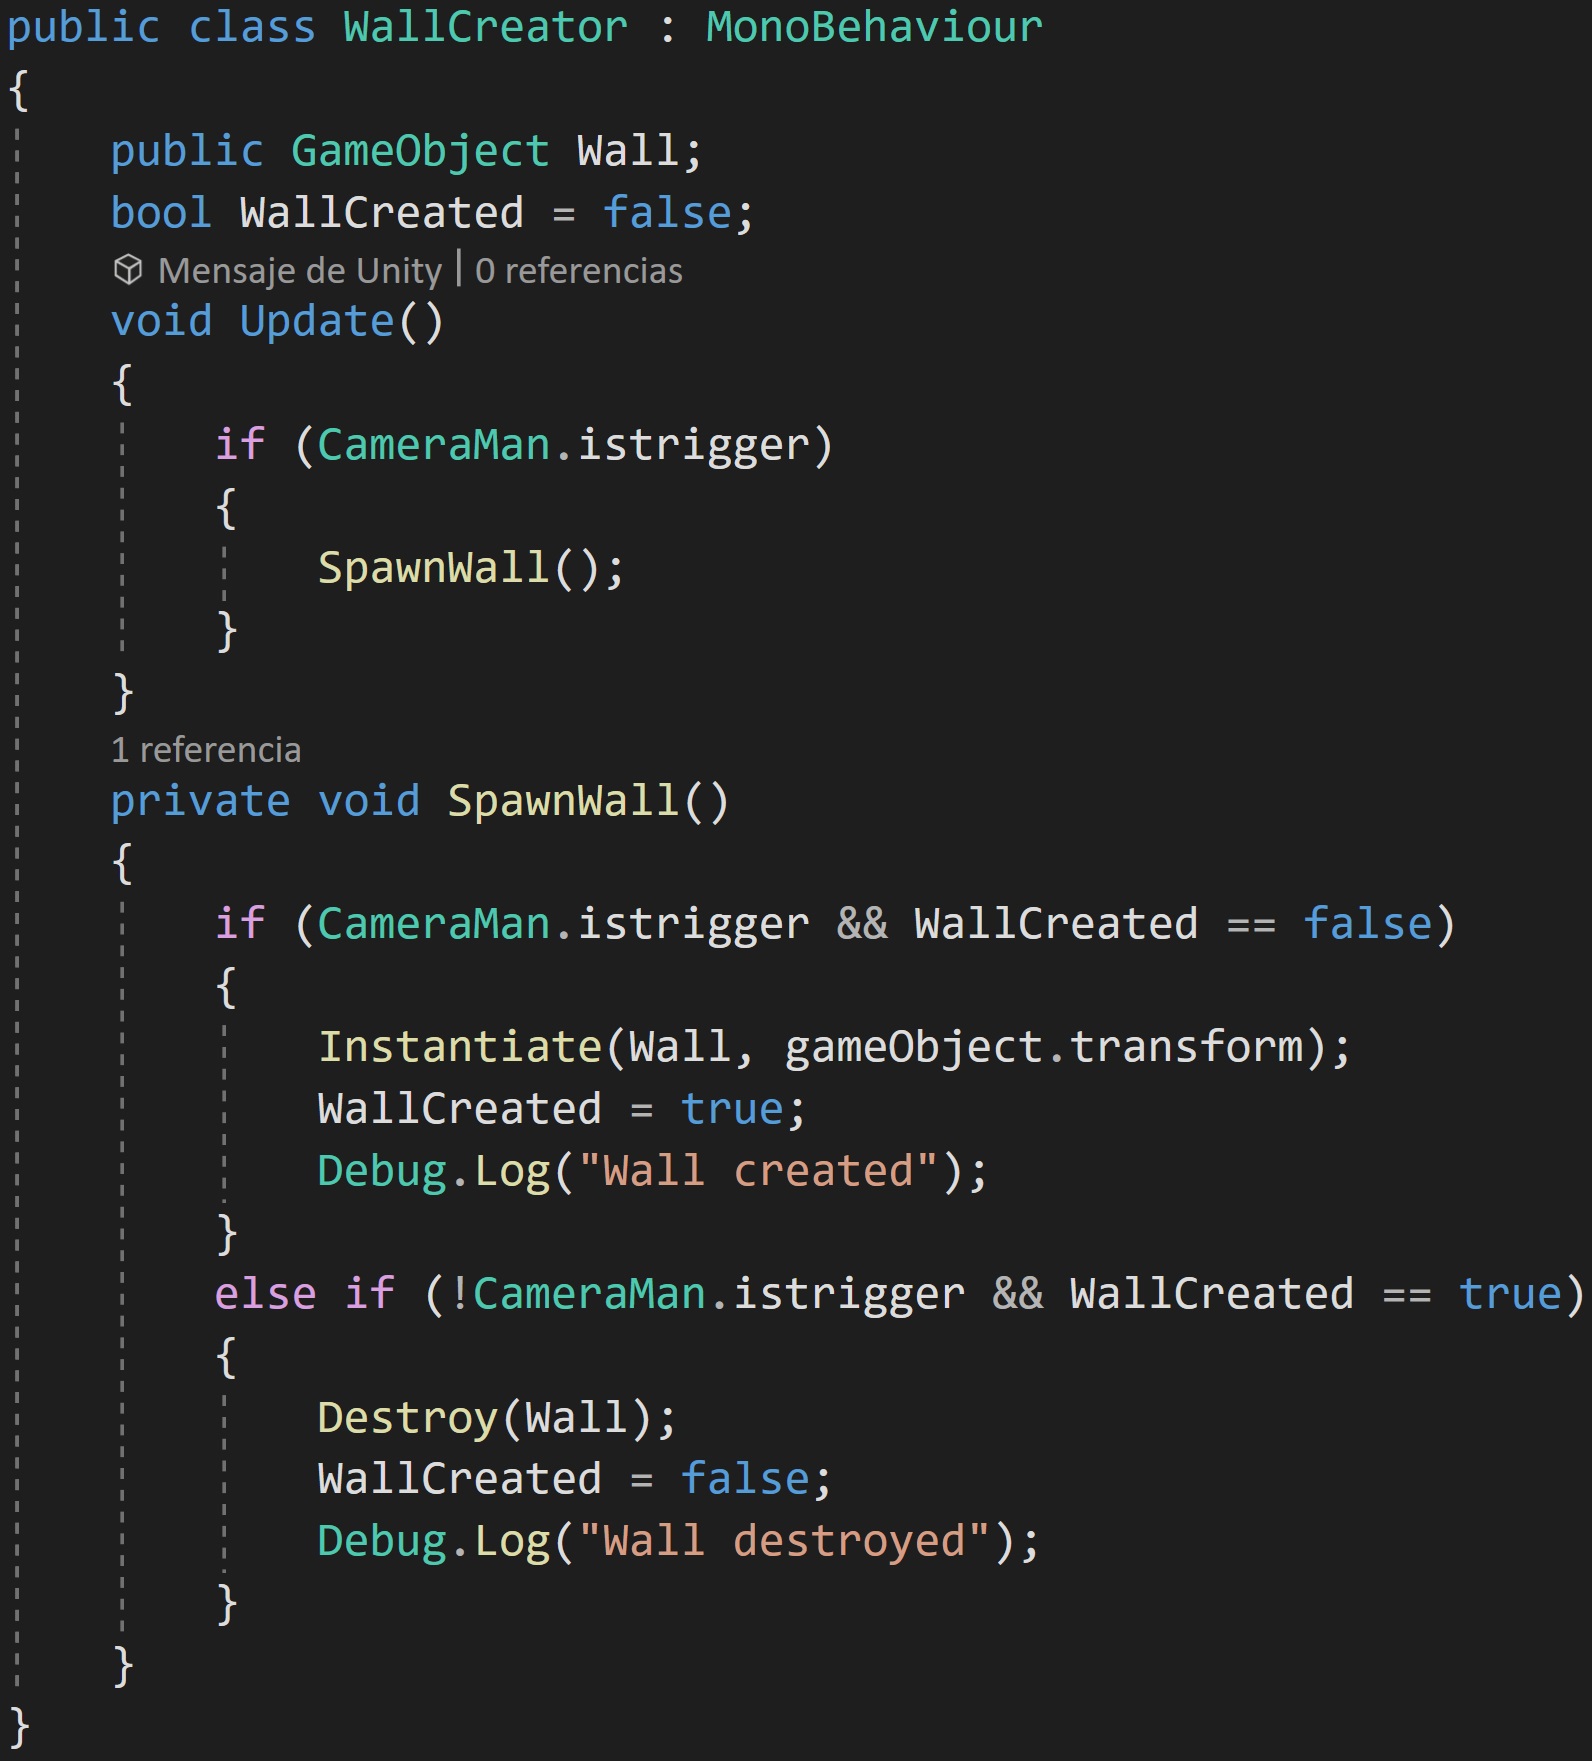 public class WallCreator : MonoBehaviour
{
    public GameObject Wall;
    bool WallCreated = false;
    Mensaje de Unity | 0 referencias
    void Update()
    {
        if (CameraMan.istrigger)
        {
            SpawnWall();
        }
    }
    1 referencia
    private void SpawnWall()
    {
        if (CameraMan.istrigger && WallCreated == false)
        {
            Instantiate(Wall, gameObject.transform);
            WallCreated = true;
            Debug.Log("Wall created");
        }
        else if (!CameraMan.istrigger && WallCreated == true)
        {
            Destroy(Wall);
            WallCreated = false;
            Debug.Log("Wall destroyed");
        }
    }
}